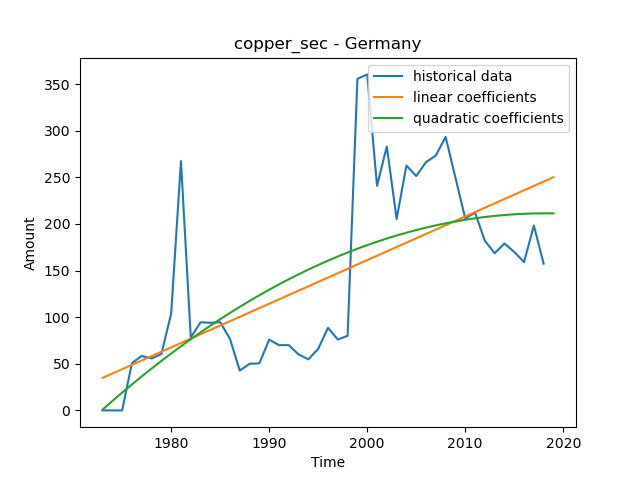 copper_sec - Germany
historical data
linear coefficients
quadratic coefficients
350
300
250
200
150
100
50
0
Amount
1980 1990 2000 2010 2020
Time